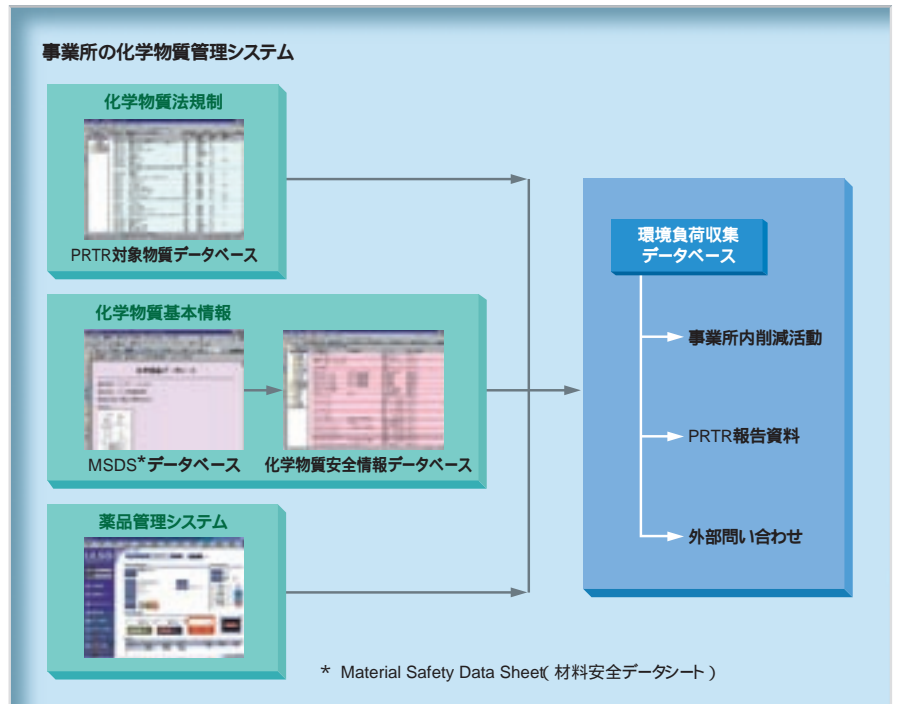 事業所の化学物質管理システム
化学物質法規制
PRTR対象物質データベース
化学物質基本情報
MSDS*データベース
化学物質安全情報データベース
薬品管理システム
環境負荷収集
データベース
事業所内削減活動
PRTR報告資料
外部問い合わせ
* Material Safety Data Sheet(材料安全データシート)